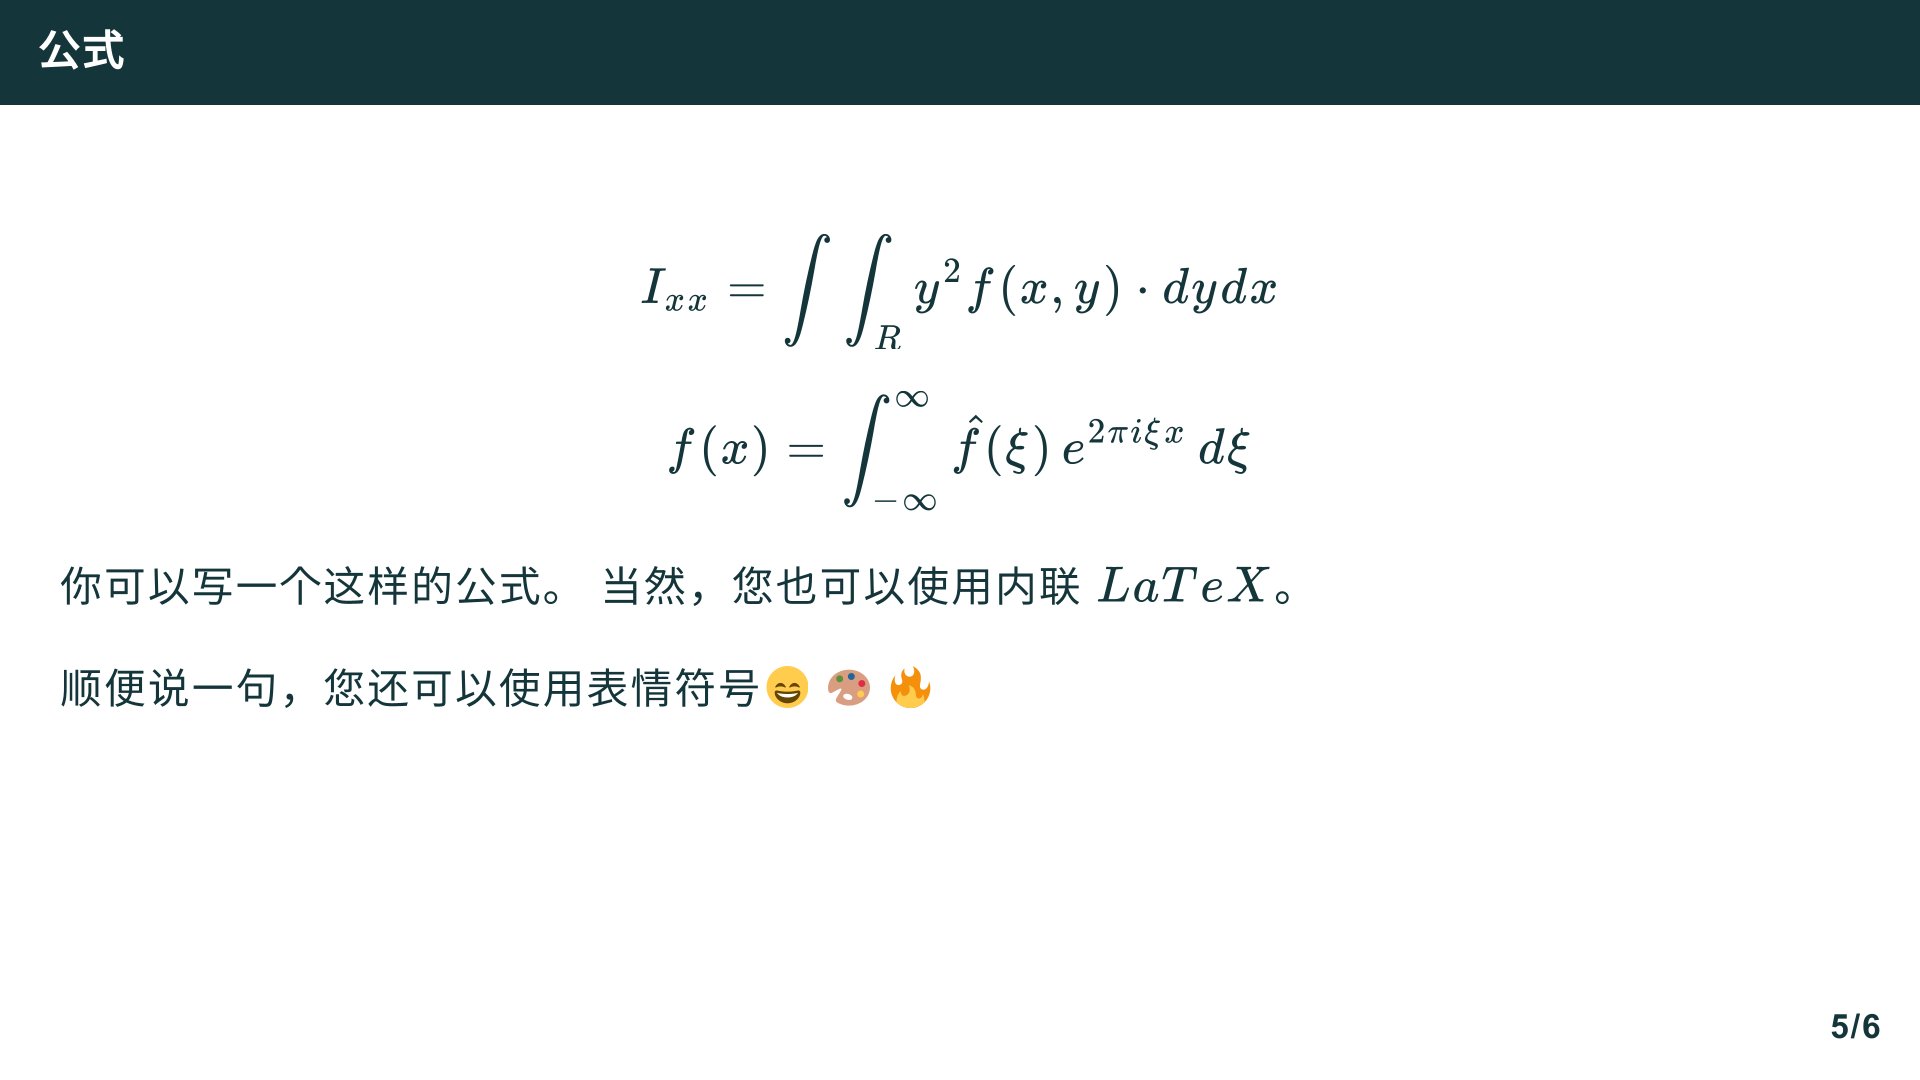 公式
$I_{xx} = \int \int_R y^2 f(x, y) \cdot dydx$
$f(x) = \int_{-\infty}^{\infty} \hat{f}(\xi) \, e^{2\pi i \xi x} \, d\xi$
你可以写一个这样的公式。 当然，您也可以使用内联 $LaTeX$。
顺便说一句，您还可以使用表情符号😄 🎨 🔥
5/6